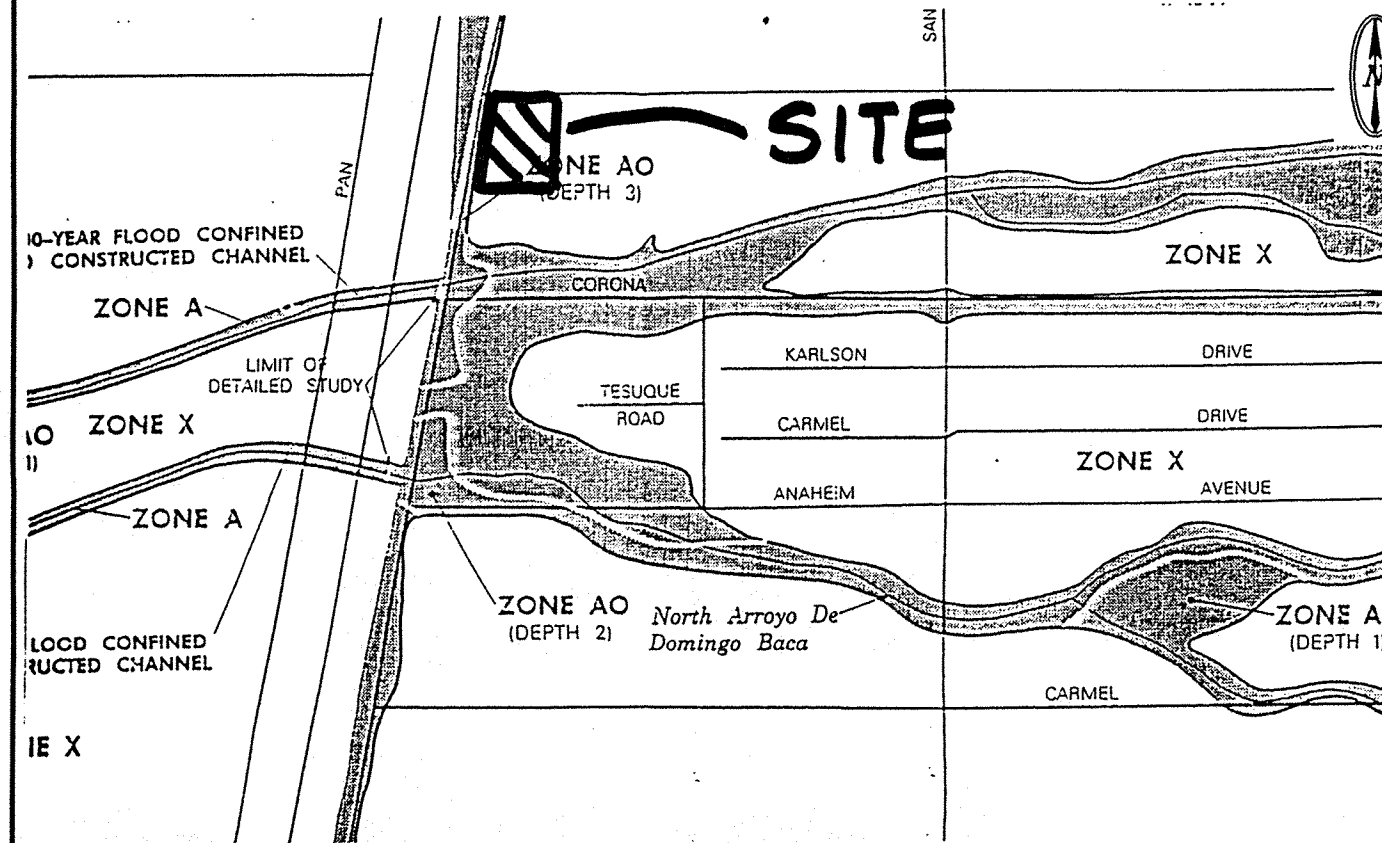 SAN
N
SITE
PAN
ZONE AO
(DEPTH 3)
0-YEAR FLOOD CONFINED
CONSTRUCTED CHANNEL
ZONE X
CORONA
ZONE A
LIMIT OF
DETAILED STUDY
KARLSON
DRIVE
TESUQUE
ROAD
ZONE X
CARMEL
DRIVE
ZONE X
ANAHEIM
AVENUE
ZONE A
ZONE AO
(DEPTH 2)
North Arroyo De
Domingo Baca
ZONE A
(DEPTH 1)
LOOD CONFINED
RUCTED CHANNEL
CARMEL
IE X